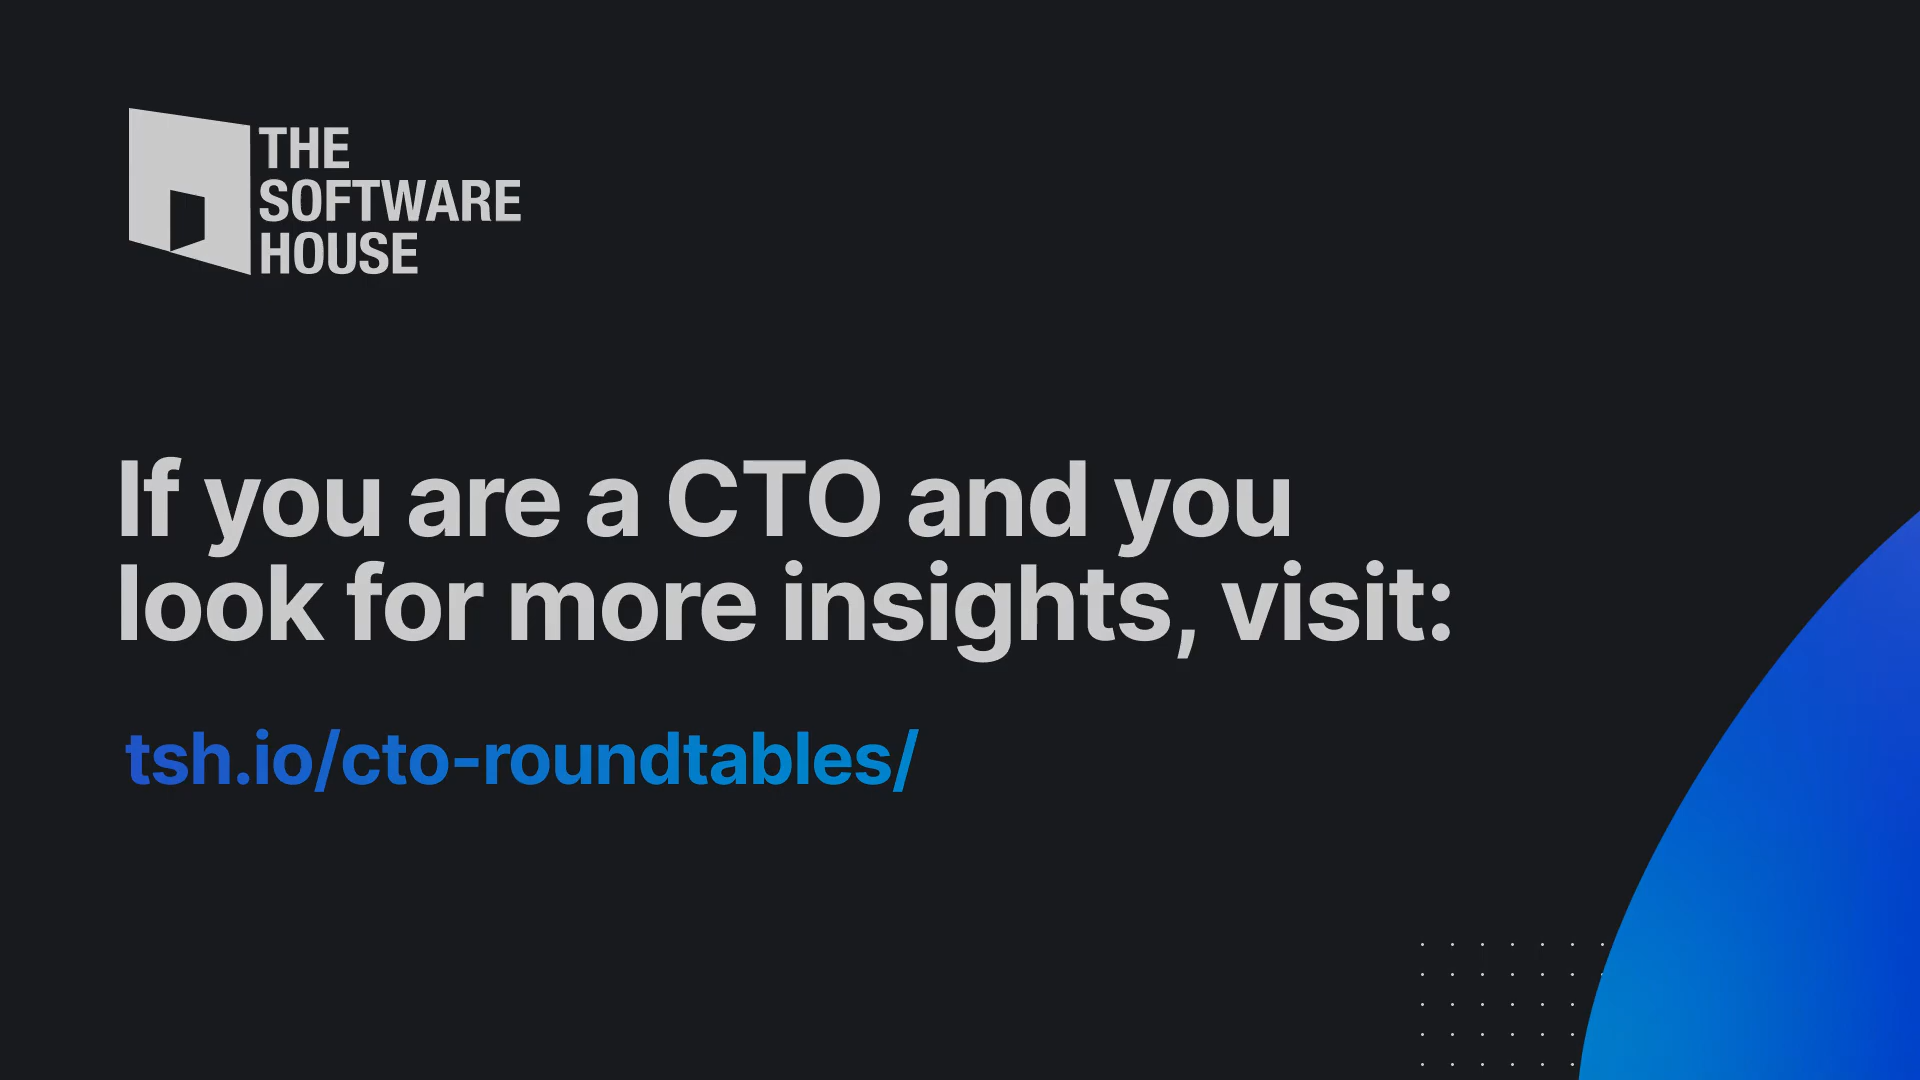 THE
SOFTWARE
HOUSE
If you are a CTO and you
look for more insights, visit:
tsh.io/cto-roundtables/